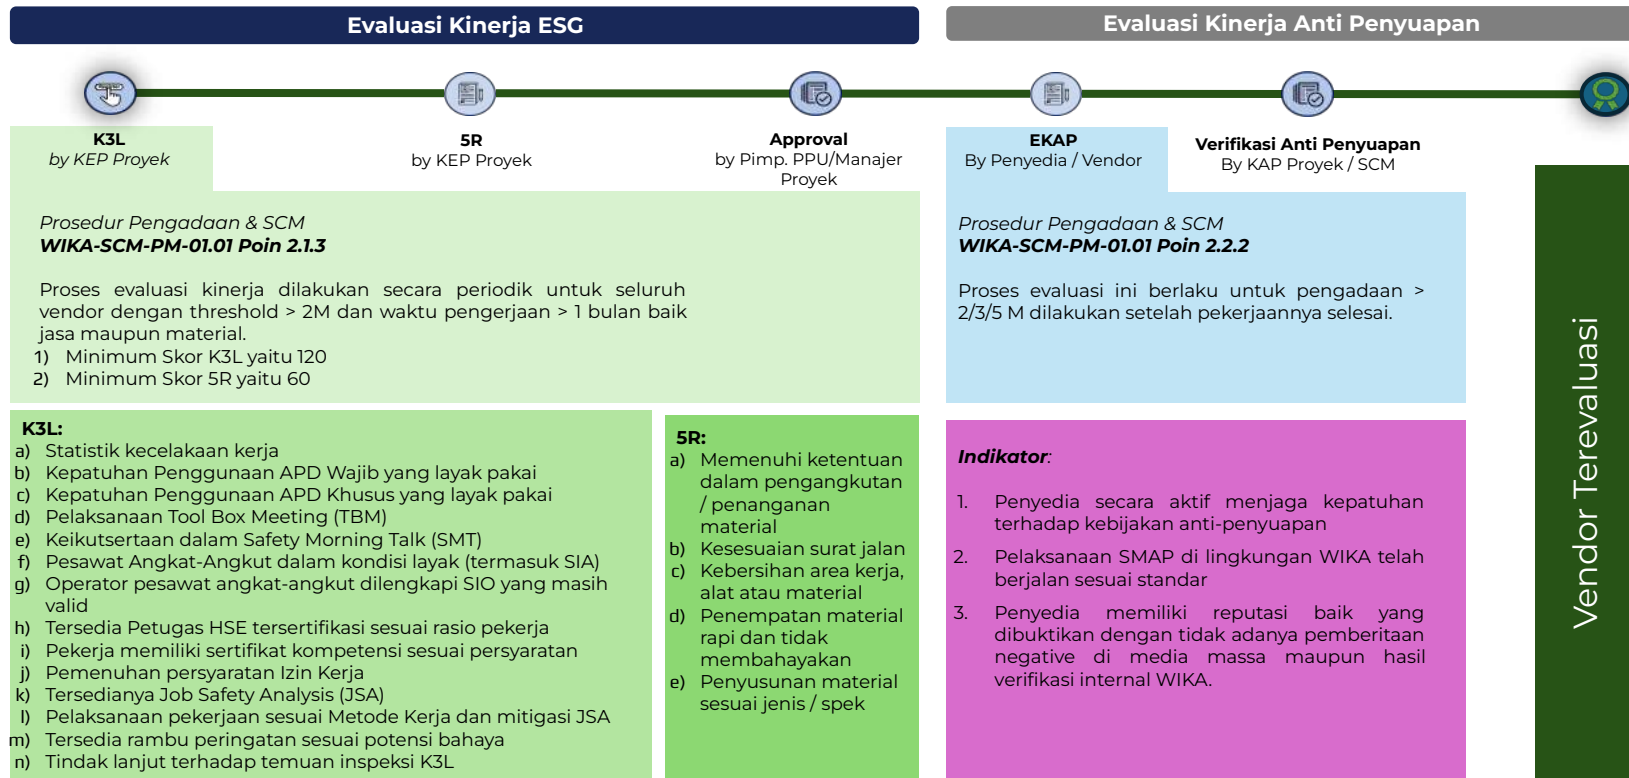 Evaluasi Kinerja ESG
Evaluasi Kinerja Anti Penyuapan
K3L
by KEP Proyek
5R
by KEP Proyek
Approval
by Pimp. PPU/Manajer
Proyek
EKAP
By Penyedia / Vendor
Verifikasi Anti Penyuapan
By KAP Proyek / SCM
Prosedur Pengadaan & SCM
WIKA-SCM-PM-01.01 Poin 2.1.3
Proses evaluasi kinerja dilakukan secara periodik untuk seluruh
vendor dengan threshold > 2M dan waktu pengerjaan > 1 bulan baik
jasa maupun material.
1) Minimum Skor K3L yaitu 120
2) Minimum Skor 5R yaitu 60
Prosedur Pengadaan & SCM
WIKA-SCM-PM-01.01 Poin 2.2.2
Proses evaluasi ini berlaku untuk pengadaan >
2/3/5 M dilakukan setelah pekerjaannya selesai.
K3L:
a) Statistik kecelakaan kerja
b) Kepatuhan Penggunaan APD Wajib yang layak pakai
c) Kepatuhan Penggunaan APD Khusus yang layak pakai
d) Pelaksanaan Tool Box Meeting (TBM)
e) Keikutsertaan dalam Safety Morning Talk (SMT)
f) Pesawat Angkat-Angkut dalam kondisi layak (termasuk SIA)
g) Operator pesawat angkat-angkut dilengkapi SIO yang masih
valid
h) Tersedia Petugas HSE tersertifikasi sesuai rasio pekerja
i) Pekerja memiliki sertifikat kompetensi sesuai persyaratan
j) Pemenuhan persyaratan Izin Kerja
k) Tersedianya Job Safety Analysis (JSA)
l) Pelaksanaan pekerjaan sesuai Metode Kerja dan mitigasi JSA
m) Tersedia rambu peringatan sesuai potensi bahaya
n) Tindak lanjut terhadap temuan inspeksi K3L
5R:
a) Memenuhi ketentuan
dalam pengangkutan
/ penanganan
material
b) Kesesuaian surat jalan
c) Kebersihan area kerja,
alat atau material
d) Penempatan material
rapi dan tidak
membahayakan
e) Penyusunan material
sesuai jenis / spek
Indikator:
1. Penyedia secara aktif menjaga kepatuhan
terhadap kebijakan anti-penyuapan
2. Pelaksanaan SMAP di lingkungan WIKA telah
berjalan sesuai standar
3. Penyedia memiliki reputasi baik yang
dibuktikan dengan tidak adanya pemberitaan
negative di media massa maupun hasil
verifikasi internal WIKA.
Vendor Terevaluasi